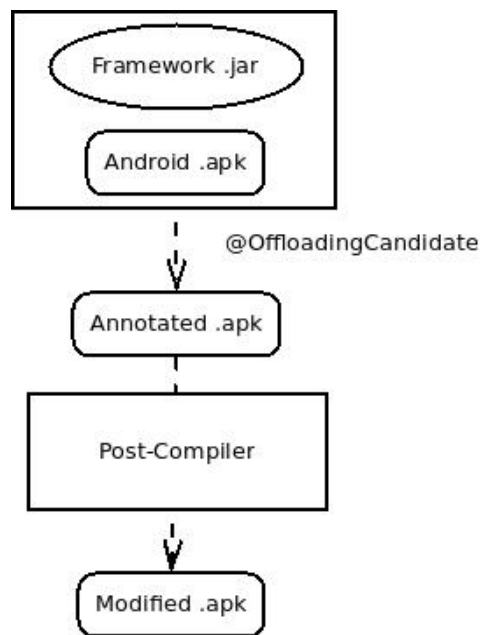 Framework .jar
Android .apk
@OffloadingCandidate
Annotated .apk
Post-Compiler
Modified .apk